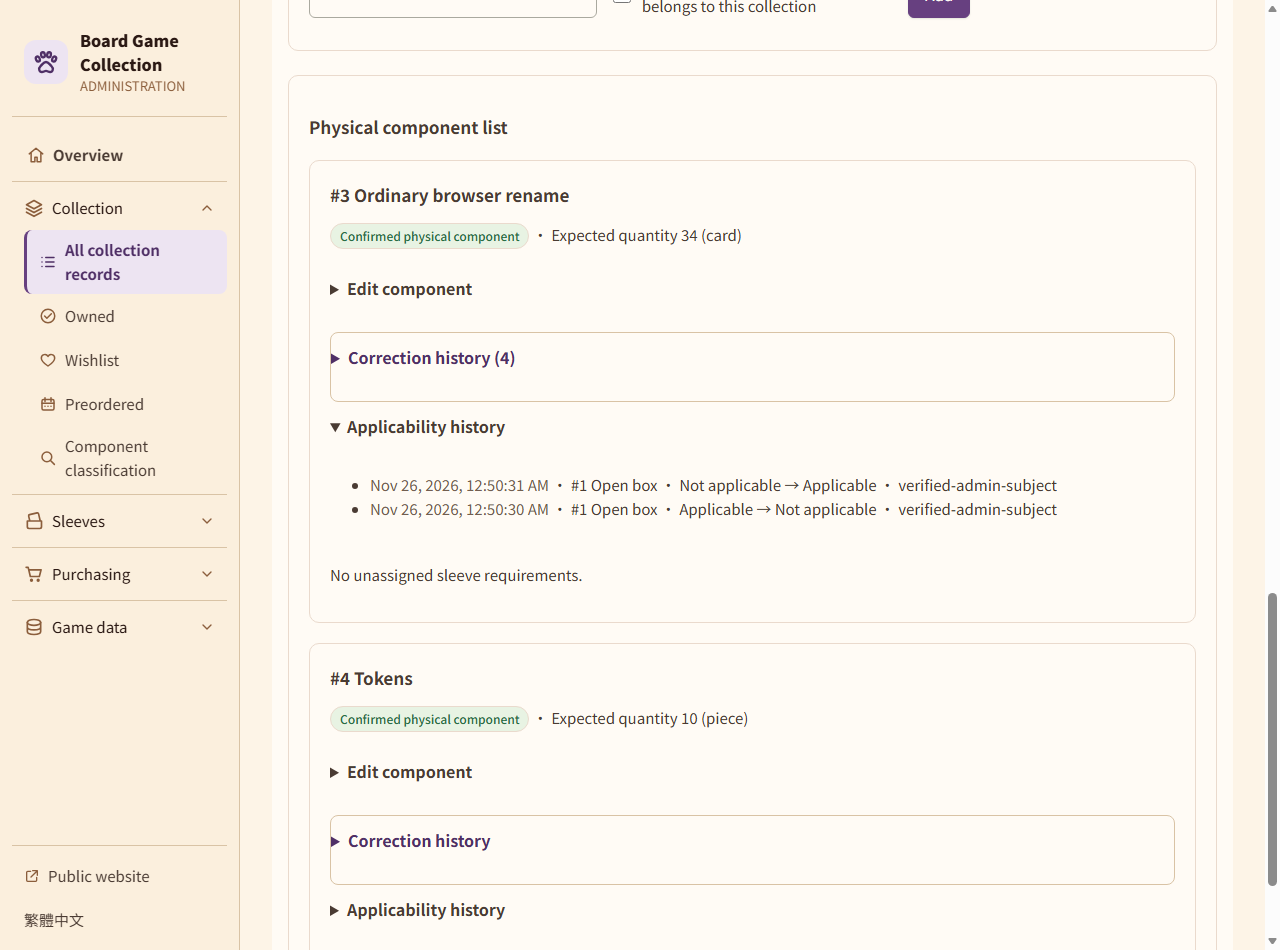 Board Game
Collection
ADMINISTRATION
Overview
Collection
All collection
records
Owned
Wishlist
Preordered
Component
classification
Sleeves
Purchasing
Game data
Public website
繁體中文
belongs to this collection
Add
Physical component list
#3 Ordinary browser rename
Confirmed physical component • Expected quantity 34 (card)
Edit component
Correction history (4)
Applicability history
Nov 26, 2026, 12:50:31 AM • #1 Open box • Not applicable → Applicable • verified-admin-subject
Nov 26, 2026, 12:50:30 AM • #1 Open box • Applicable → Not applicable • verified-admin-subject
No unassigned sleeve requirements.
#4 Tokens
Confirmed physical component • Expected quantity 10 (piece)
Edit component
Correction history
Applicability history